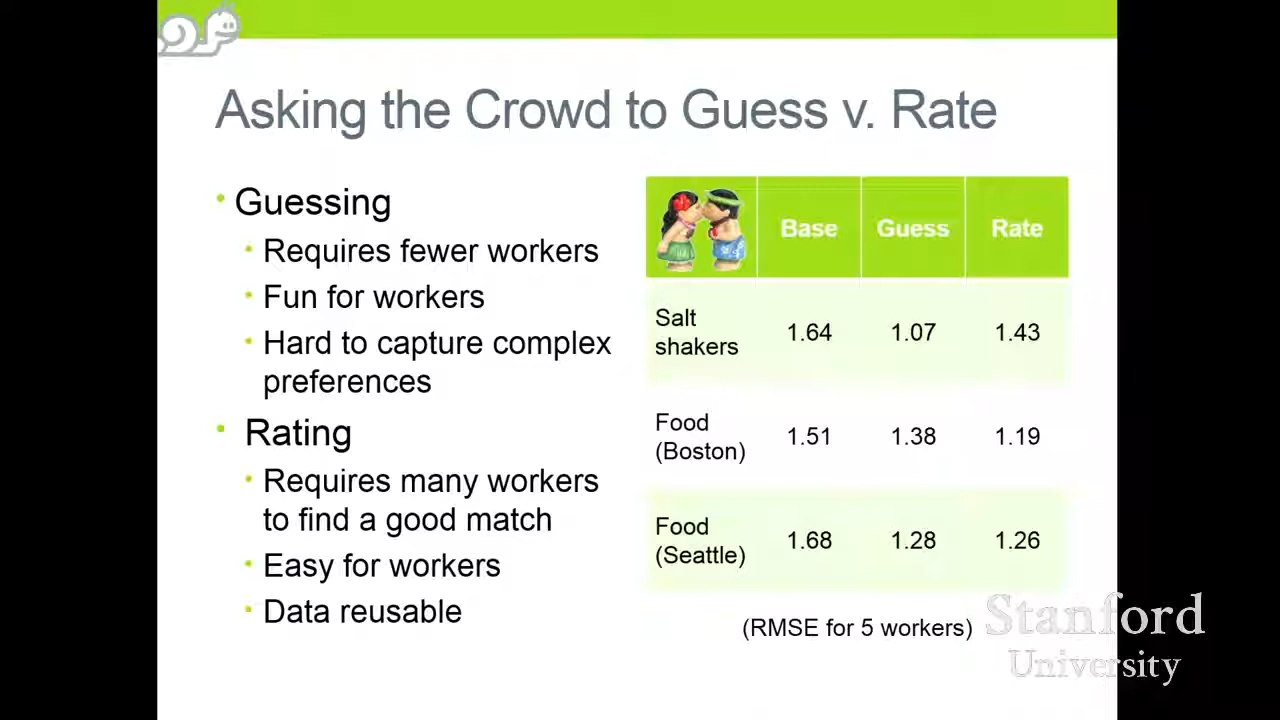 Asking the Crowd to Guess v. Rate
• Guessing
• Requires fewer workers
• Fun for workers
• Hard to capture complex
preferences
• Rating
• Requires many workers
to find a good match
• Easy for workers
• Data reusable
Base Guess Rate
Salt
shakers 1.64 1.07 1.43
Food
(Boston) 1.51 1.38 1.19
Food
(Seattle) 1.68 1.28 1.26
(RMSE for 5 workers)
Stanford
University